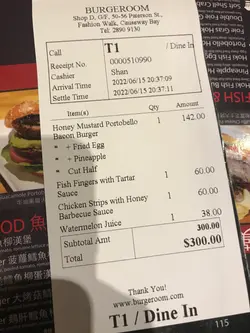 BURGEROOM
Shop D, G/F, 50-56 Paterson St.,
Fashion Walk, Causeway Bay
Tel: 2890 9130
Call T1 / Dine In
Receipt No. 0000510990
Cashier Shan
Arrival Time 2022/06/15 20:37:09
Settle Time 2022/06/15 21:32:11
Item(s) Qty Amount
Honey Mustard Portobello 1 142.00
Bacon Burger
* + Fried Egg
* + Pineapple
* Cut Half
Fish Fingers with Tartar 1 60.00
Sauce
Chicken Strips with Honey 1 60.00
Barbecue Sauce
Watermelon Juice 1 38.00
Subtotal Amt 300.00
Total $300.00
Thank You!
www.burgeroom.com
T1 / Dine In
115